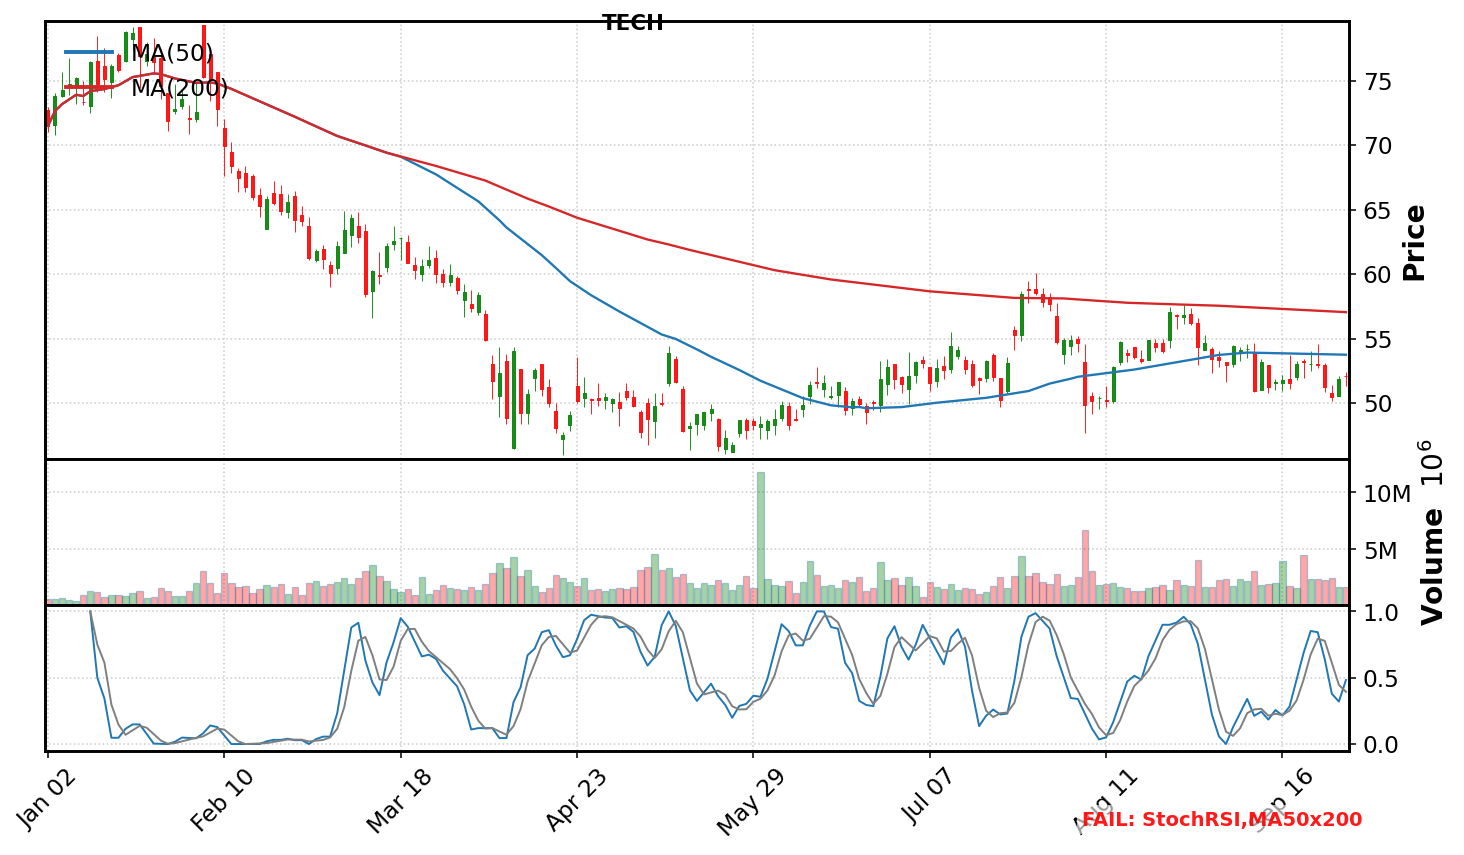 TECH
MA(50)
MA(200)
75
70
65
60
55
50
Price
10M
5M
Volume 10⁶
1.0
0.5
0.0
Jan 02
Feb 10
Mar 18
Apr 23
May 29
Jul 07
Aug 11
Sep 16
FAIL: StochRSI,MA50x200